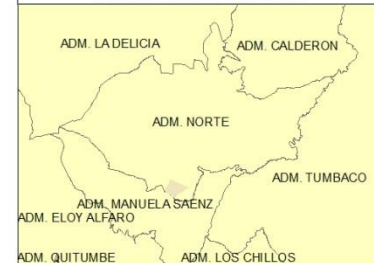 ADM. LA DELICIA
ADM. CALDERON
ADM. NORTE
ADM. TUMBACO
ADM. MANUELA SAENZ
ADM. ELOY ALFARO
ADM. QUITUMBE
ADM. LOS CHILLOS